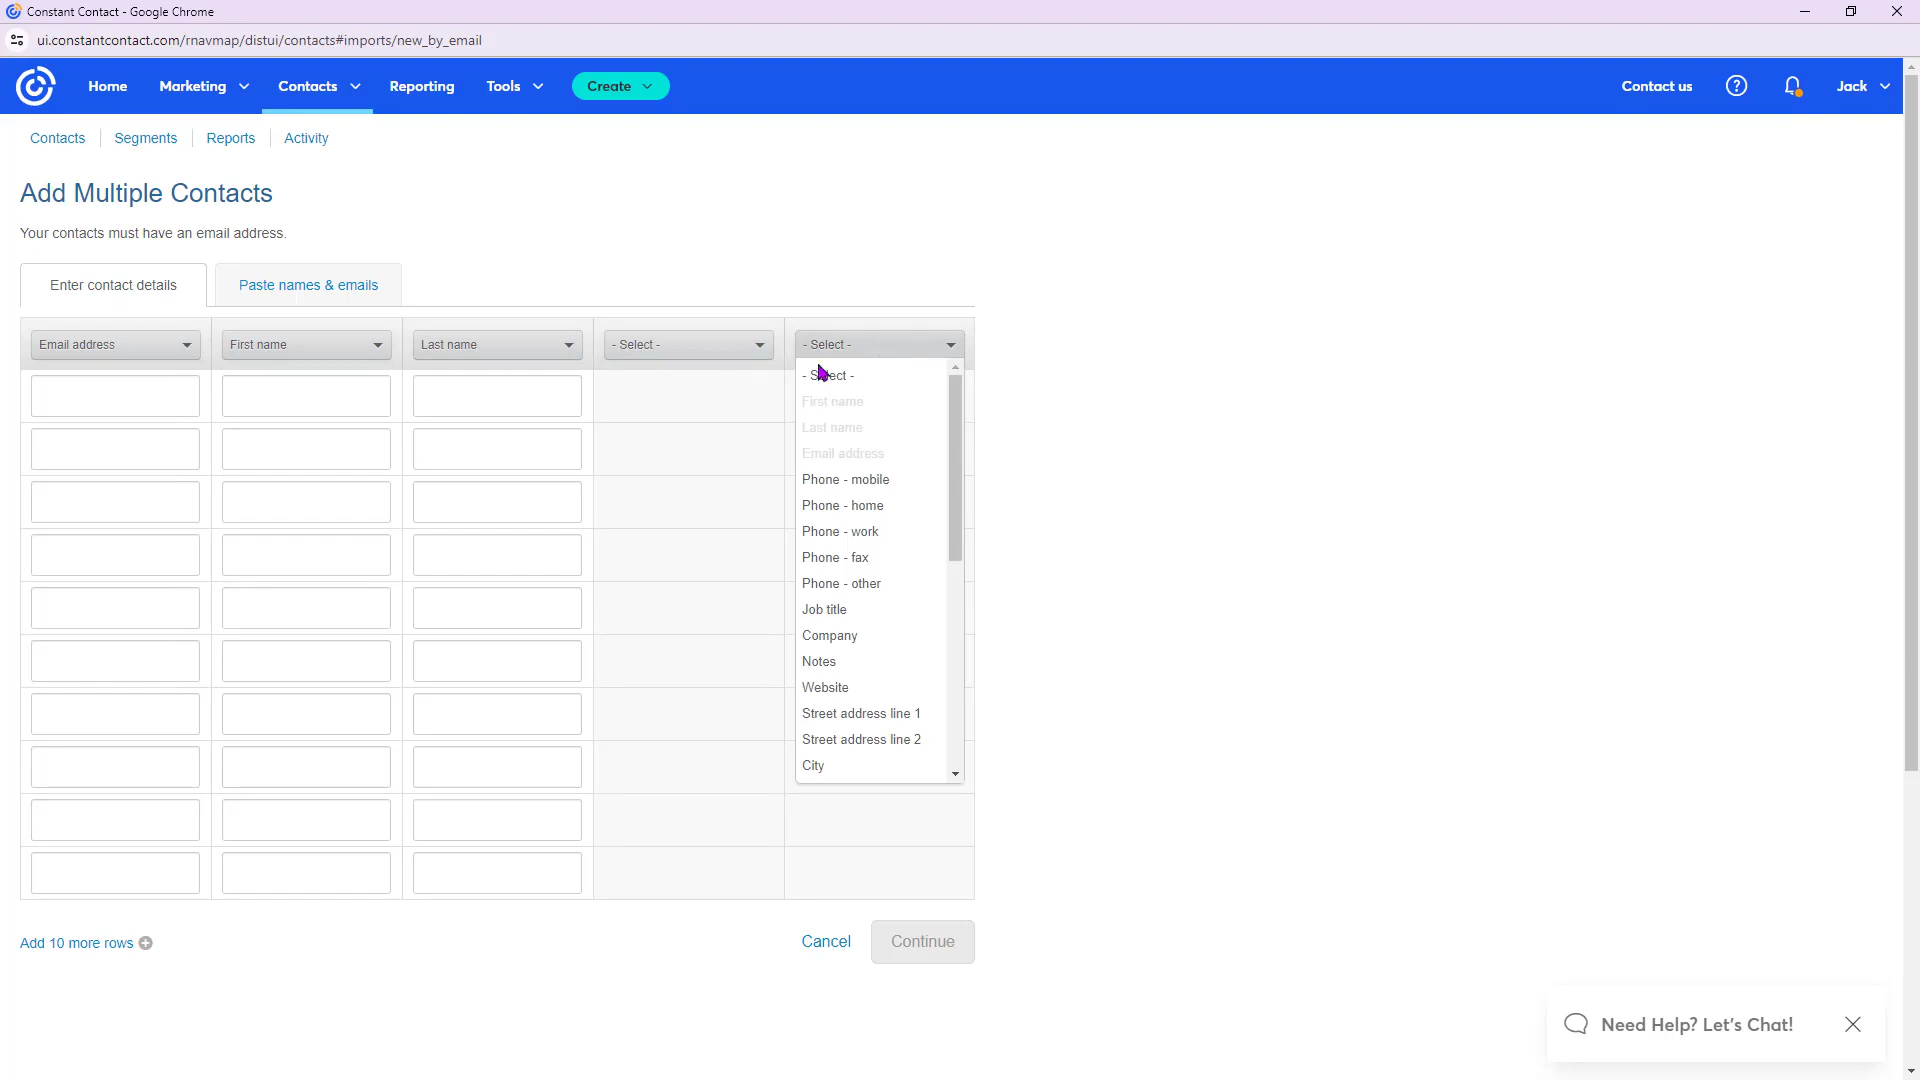 Constant Contact - Google Chrome
ui.constantcontact.com/rnavmap/distui/contacts#imports/new_by_email
Home Marketing Contacts Reporting Tools Create Contact us Jack
Contacts Segments Reports Activity
Add Multiple Contacts
Your contacts must have an email address.
Enter contact details Paste names & emails
Email address First name Last name - Select - - Select -
- Select -
First name
Last name
Email address
Phone - mobile
Phone - home
Phone - work
Phone - fax
Phone - other
Job title
Company
Notes
Website
Street address line 1
Street address line 2
City
Add 10 more rows Cancel Continue
Need Help? Let's Chat!